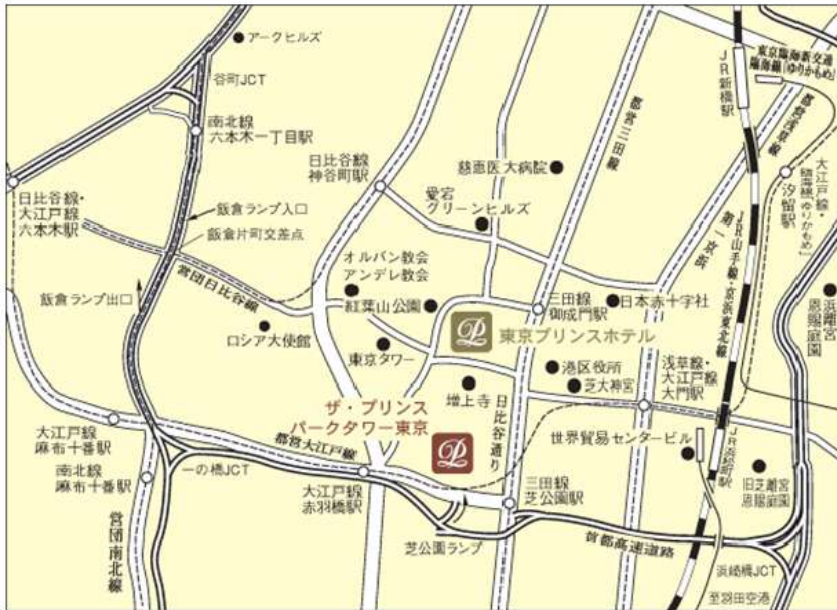 アークヒルズ
谷町JCT
南北線
六本木一丁目駅
日比谷線・
大江戸線
六本木駅
飯倉ランプ入口
飯倉片町交差点
飯倉ランプ出口
営団日比谷線
日比谷線
神谷町駅
慈恵医大病院
愛宕
グリーンヒルズ
都営三田線
JR新橋駅
東京臨海新交通
臨海線「ゆりかもめ」
都営浅草線
第一京浜
JR山手線・京浜東北線
大江戸線・
臨海線「ゆりかもめ」
汐留駅
浜離宮
恩賜庭園
オルバン教会
アンデレ教会
紅葉山公園
ロシア大使館
東京タワー
三田線
御成門駅
日本赤十字社
東京プリンスホテル
港区役所
芝大神宮
浅草線・
大江戸線
大門駅
増上寺
日比谷通り
ザ・プリンス
パークタワー東京
世界貿易センタービル
JR浜松町駅
旧芝離宮
恩賜庭園
大江戸線
麻布十番駅
南北線
麻布十番駅
営団南北線
一の橋JCT
都営大江戸線
大江戸線
赤羽橋駅
三田線
芝公園駅
芝公園ランプ
首都高速道路
浜崎橋JCT
至羽田空港